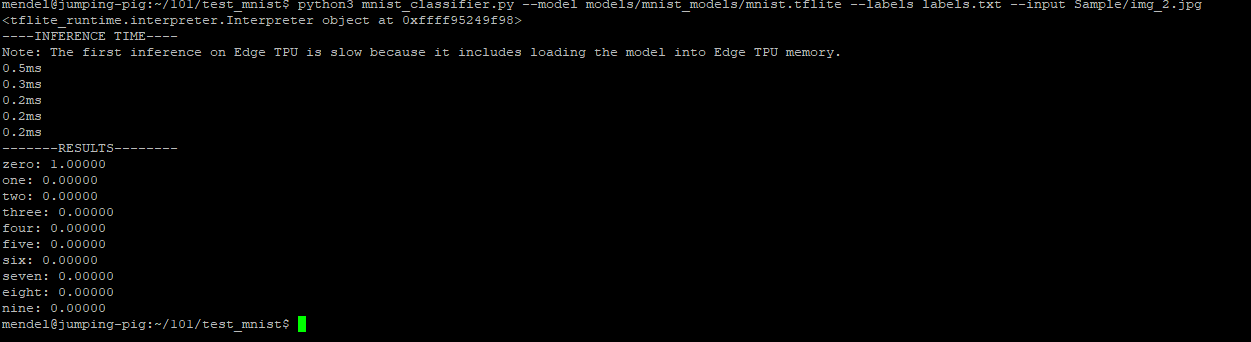 mendel@jumping-pig:~/101/test_mnist$ python3 mnist_classifier.py --model models/mnist_models/mnist.tflite --labels labels.txt --input Sample/img_2.jpg
<tflite_runtime.interpreter.Interpreter object at 0xffff95249f98>
----INFERENCE TIME----
Note: The first inference on Edge TPU is slow because it includes loading the model into Edge TPU memory.
0.5ms
0.3ms
0.2ms
0.2ms
0.2ms
-------RESULTS--------
zero: 1.00000
one: 0.00000
two: 0.00000
three: 0.00000
four: 0.00000
five: 0.00000
six: 0.00000
seven: 0.00000
eight: 0.00000
nine: 0.00000
mendel@jumping-pig:~/101/test_mnist$